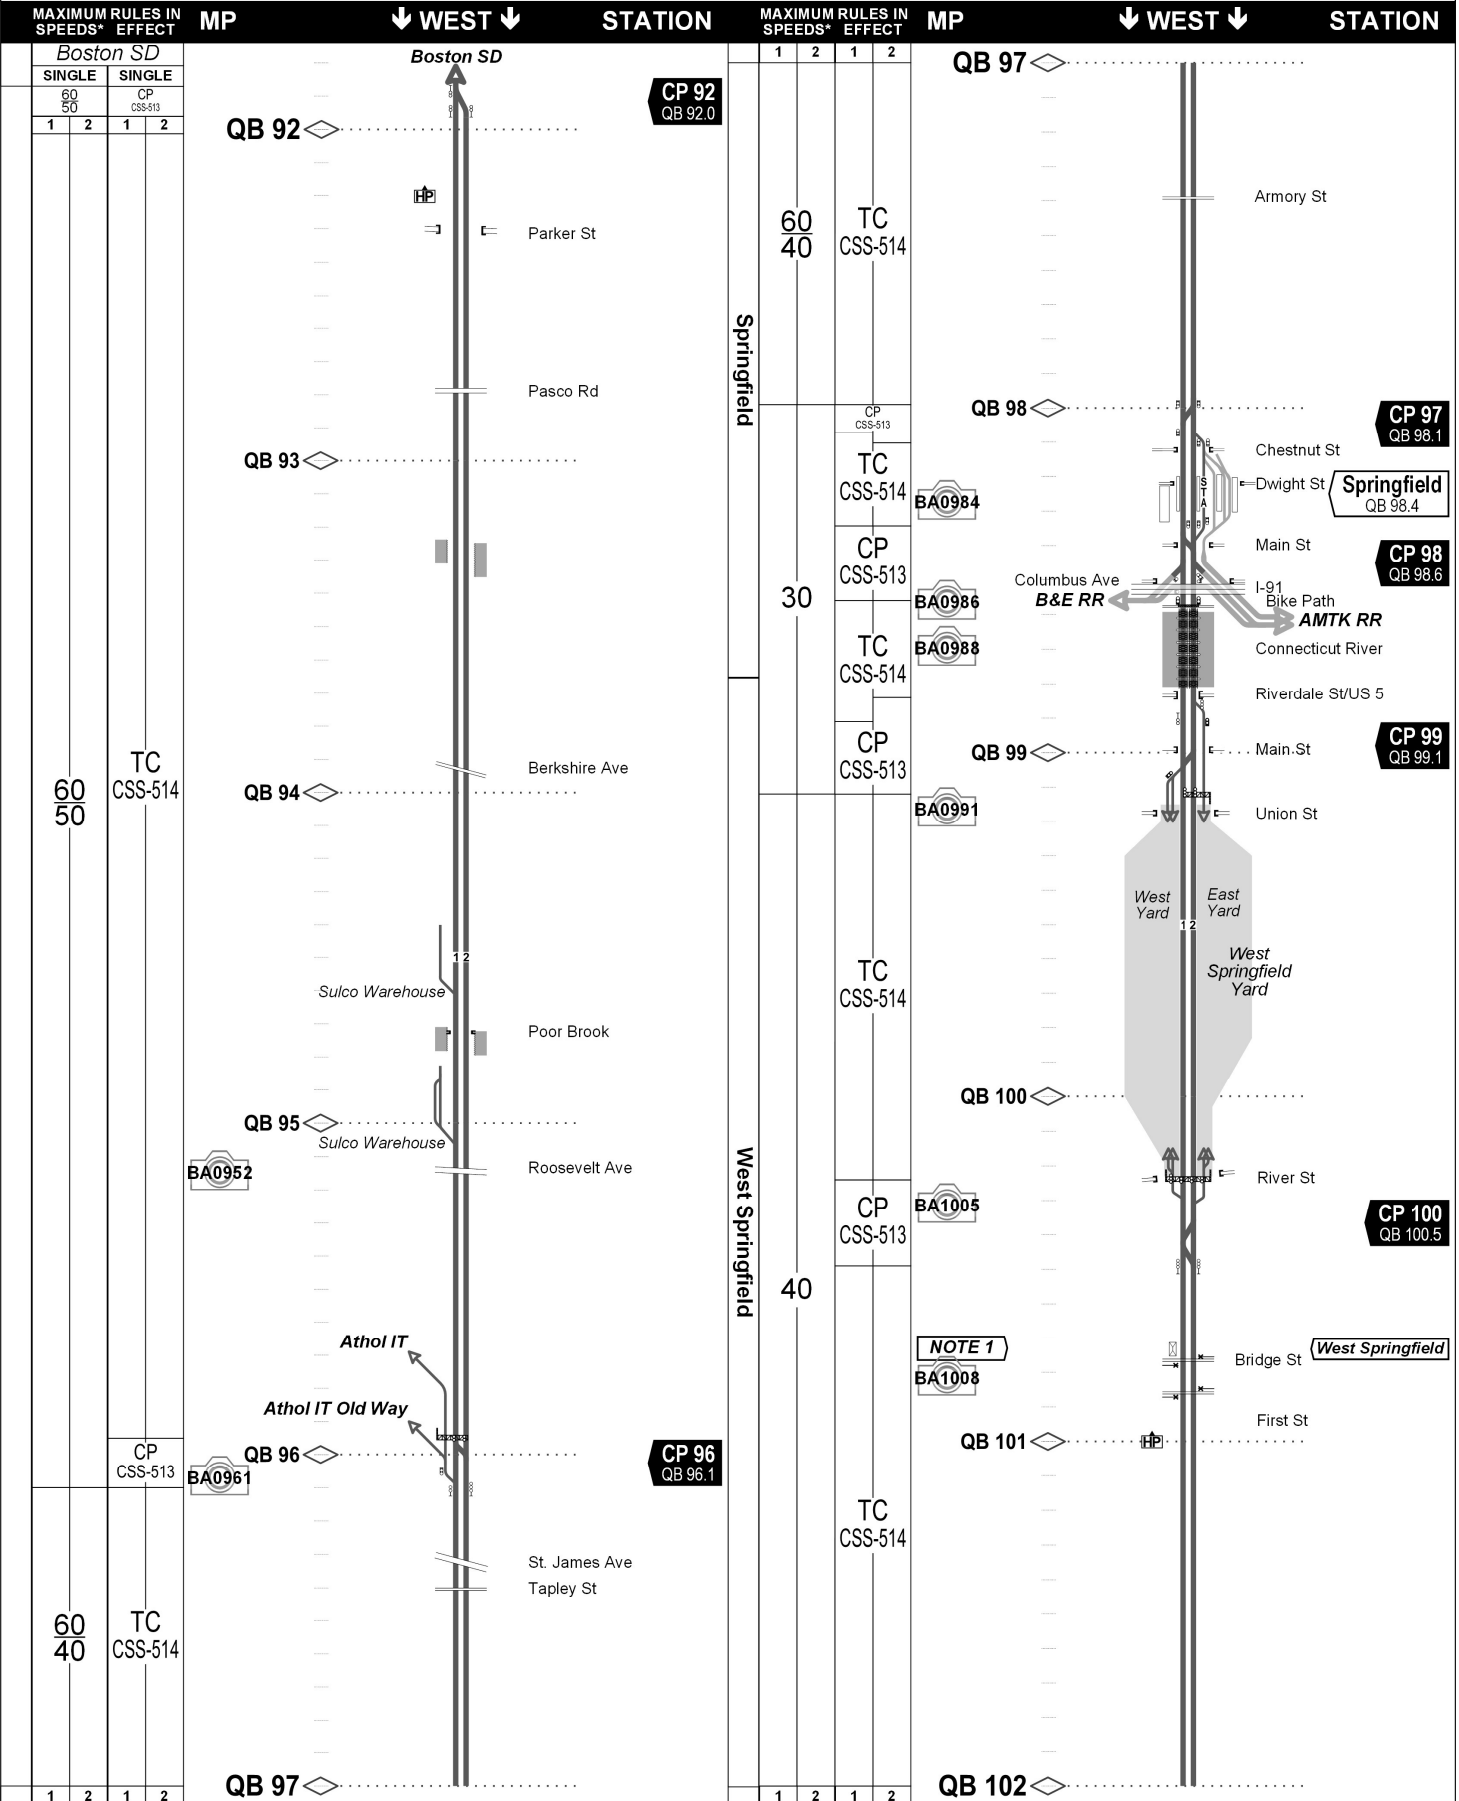 MAXIMUM SPEEDS*
RULES IN EFFECT
MP
WEST
STATION
Boston SD
SINGLE
SINGLE
60
50
CP
CSS-513
1 2 1 2
Boston SD
CP 92
QB 92.0
QB 92
HP
Parker St
Pasco Rd
QB 93
60
50
TC
CSS-514
Berkshire Ave
QB 94
1 2
Sulco Warehouse
Poor Brook
QB 95
Sulco Warehouse
BA0952
Roosevelt Ave
Athol IT
Athol IT Old Way
CP
CSS-513
QB 96
BA0961
CP 96
QB 96.1
St. James Ave
Tapley St
60
40
TC
CSS-514
QB 97
1 2 1 2
MAXIMUM SPEEDS*
RULES IN EFFECT
MP
WEST
STATION
1 2 1 2
QB 97
Armory St
60
40
TC
CSS-514
Springfield
QB 98
CP
CSS-513
CP 97
QB 98.1
Chestnut St
TC
CSS-514
BA0984
STA
Dwight St
Springfield
QB 98.4
Main St
CP
CSS-513
CP 98
QB 98.6
Columbus Ave
I-91
30
BA0986
B&E RR
Bike Path
AMTK RR
TC
CSS-514
BA0988
Connecticut River
Riverdale St/US 5
CP
CSS-513
QB 99
Main St
CP 99
QB 99.1
BA0991
Union St
West Yard
East Yard
1 2
West
Springfield
Yard
TC
CSS-514
QB 100
West Springfield
River St
CP
CSS-513
BA1005
CP 100
QB 100.5
40
NOTE 1
BA1008
Bridge St
West Springfield
First St
QB 101
HP
TC
CSS-514
QB 102
1 2 1 2